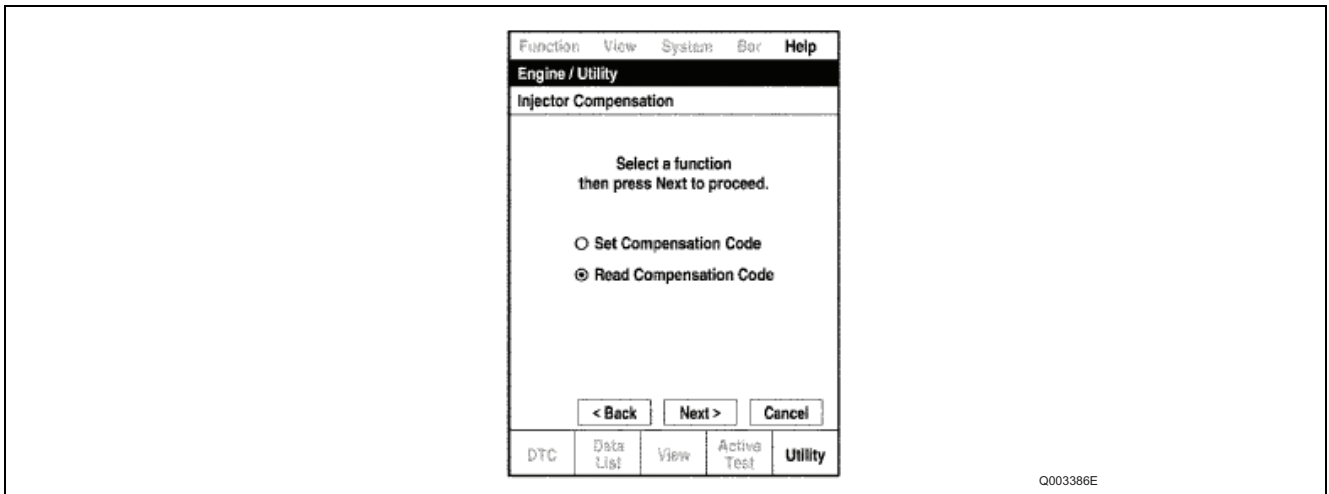 Function View System Bar Help
Engine / Utility
Injector Compensation
Select a function
then press Next to proceed.
Set Compensation Code
Read Compensation Code
< Back Next > Cancel
DTC Data List View Active Test Utility
Q003386E